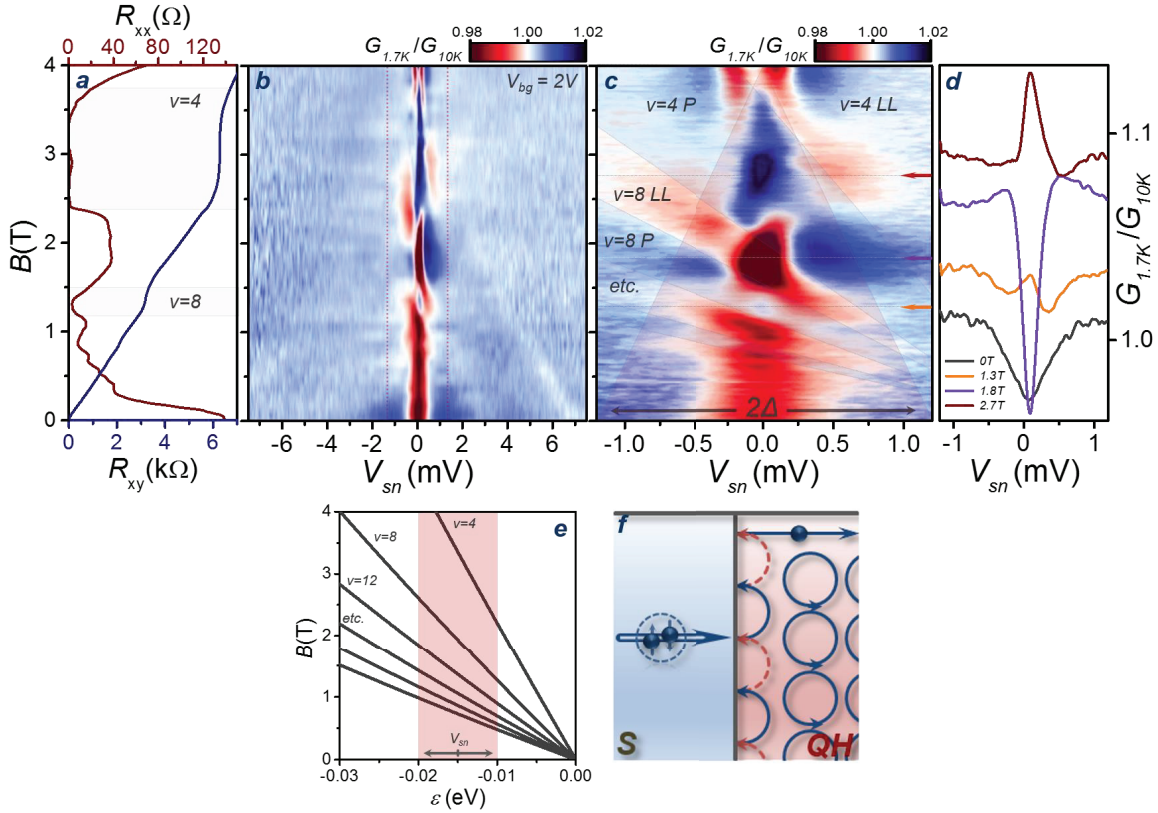 R_xx(Ω)
0 40 80 120
a
4
3
2
1
0
B(T)
ν=4
ν=8
0 2 4 6
R_xy(kΩ)
G_1.7K/G_10K
0.98 1.00 1.02
b
V_bg = 2V
-6 -4 -2 0 2 4 6
V_sn (mV)
G_1.7K/G_10K
0.98 1.00 1.02
c
ν=4 P
ν=4 LL
ν=8 LL
ν=8 P
etc.
2Δ
-1.0 -0.5 0.0 0.5 1.0
V_sn (mV)
d
1.1
1.0
G_1.7K/G_10K
0T
1.3T
1.8T
2.7T
-1 0 1
V_sn (mV)
e
4
3
2
1
0
B(T)
ν=4
ν=8
ν=12
etc.
V_sn
-0.03 -0.02 -0.01 0.00
ε (eV)
f
S
QH